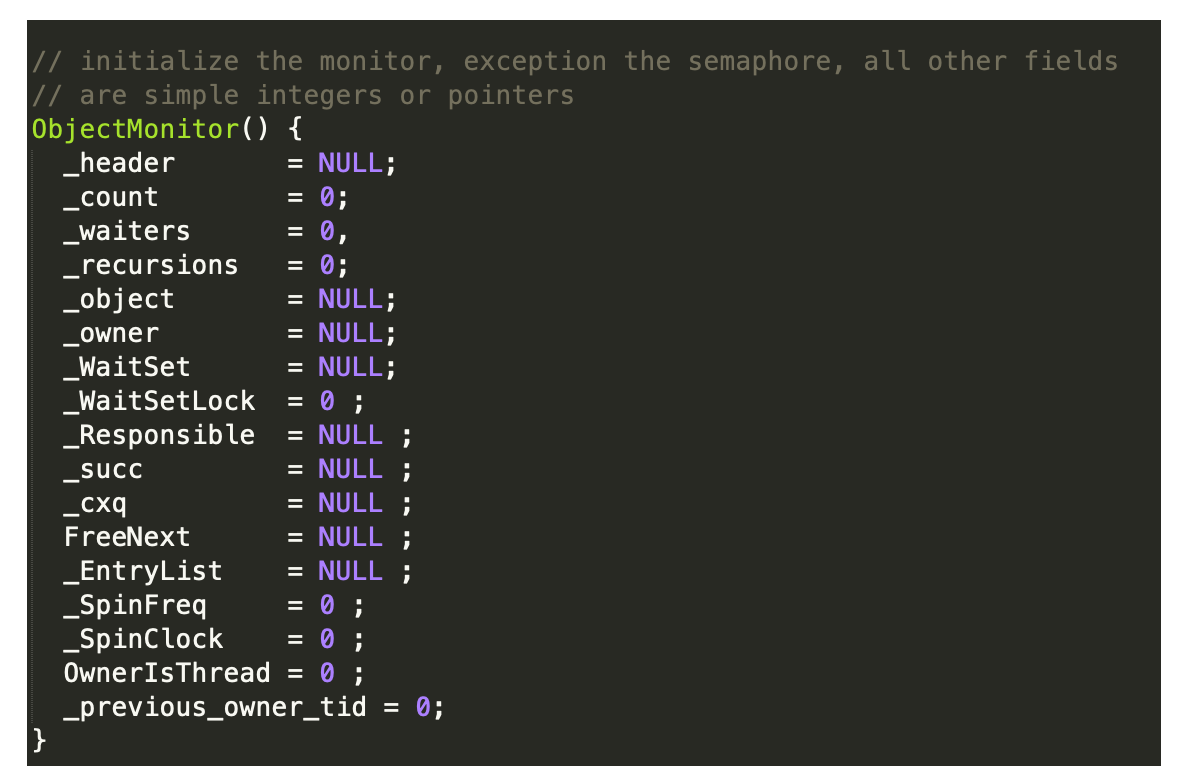 // initialize the monitor, exception the semaphore, all other fields
// are simple integers or pointers
ObjectMonitor() {
  _header       = NULL;
  _count        = 0;
  _waiters      = 0,
  _recursions   = 0;
  _object       = NULL;
  _owner        = NULL;
  _WaitSet      = NULL;
  _WaitSetLock  = 0 ;
  _Responsible  = NULL ;
  _succ         = NULL ;
  _cxq          = NULL ;
  FreeNext      = NULL ;
  _EntryList    = NULL ;
  _SpinFreq     = 0 ;
  _SpinClock    = 0 ;
  OwnerIsThread = 0 ;
  _previous_owner_tid = 0;
}